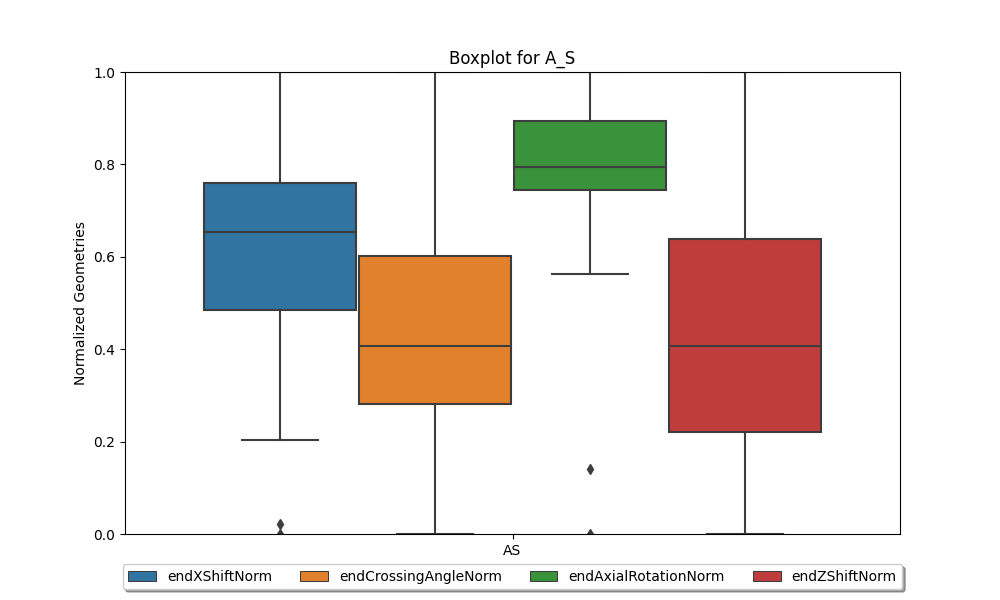 Boxplot for A_S
Normalized Geometries
1.0
0.8
0.6
0.4
0.2
0.0
AS
endXShiftNorm endCrossingAngleNorm endAxialRotationNorm endZShiftNorm